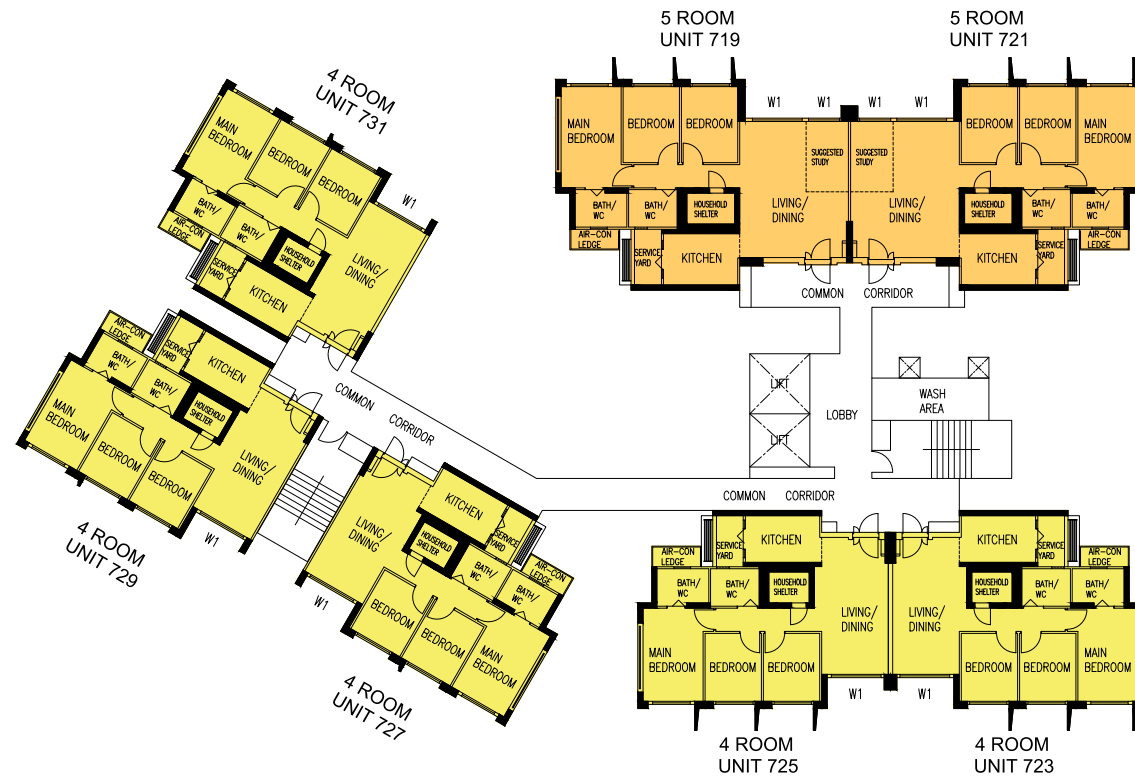 5 ROOM
UNIT 719
5 ROOM
UNIT 721
4 ROOM
UNIT 731
W1
W1
W1
W1
MAIN
BEDROOM
BEDROOM
BEDROOM
SUGGESTED
STUDY
SUGGESTED
STUDY
BEDROOM
BEDROOM
MAIN
BEDROOM
BATH/
WC
BATH/
WC
HOUSEHOLD
SHELTER
LIVING/
DINING
LIVING/
DINING
HOUSEHOLD
SHELTER
BATH/
WC
BATH/
WC
AIR-CON
LEDGE
SERVICE
YARD
KITCHEN
KITCHEN
SERVICE
YARD
AIR-CON
LEDGE
COMMON
CORRIDOR
MAIN
BEDROOM
BEDROOM
BEDROOM
W1
BATH/
WC
BATH/
WC
AIR-CON
LEDGE
HOUSEHOLD
SHELTER
LIVING/
DINING
SERVICE
YARD
KITCHEN
AIR-CON
LEDGE
SERVICE
YARD
KITCHEN
BATH/
WC
BATH/
WC
HOUSEHOLD
SHELTER
MAIN
BEDROOM
BEDROOM
BEDROOM
LIVING/
DINING
W1
4 ROOM
UNIT 729
COMMON
CORRIDOR
LIFT
LIFT
LOBBY
WASH
AREA
COMMON
CORRIDOR
KITCHEN
LIVING/
DINING
HOUSEHOLD
SHELTER
SERVICE
YARD
BATH/
WC
BATH/
WC
AIR-CON
LEDGE
W1
BEDROOM
BEDROOM
MAIN
BEDROOM
4 ROOM
UNIT 727
AIR-CON
LEDGE
SERVICE
YARD
KITCHEN
KITCHEN
SERVICE
YARD
AIR-CON
LEDGE
BATH/
WC
BATH/
WC
HOUSEHOLD
SHELTER
HOUSEHOLD
SHELTER
BATH/
WC
BATH/
WC
LIVING/
DINING
LIVING/
DINING
MAIN
BEDROOM
BEDROOM
BEDROOM
BEDROOM
BEDROOM
MAIN
BEDROOM
W1
W1
4 ROOM
UNIT 725
4 ROOM
UNIT 723